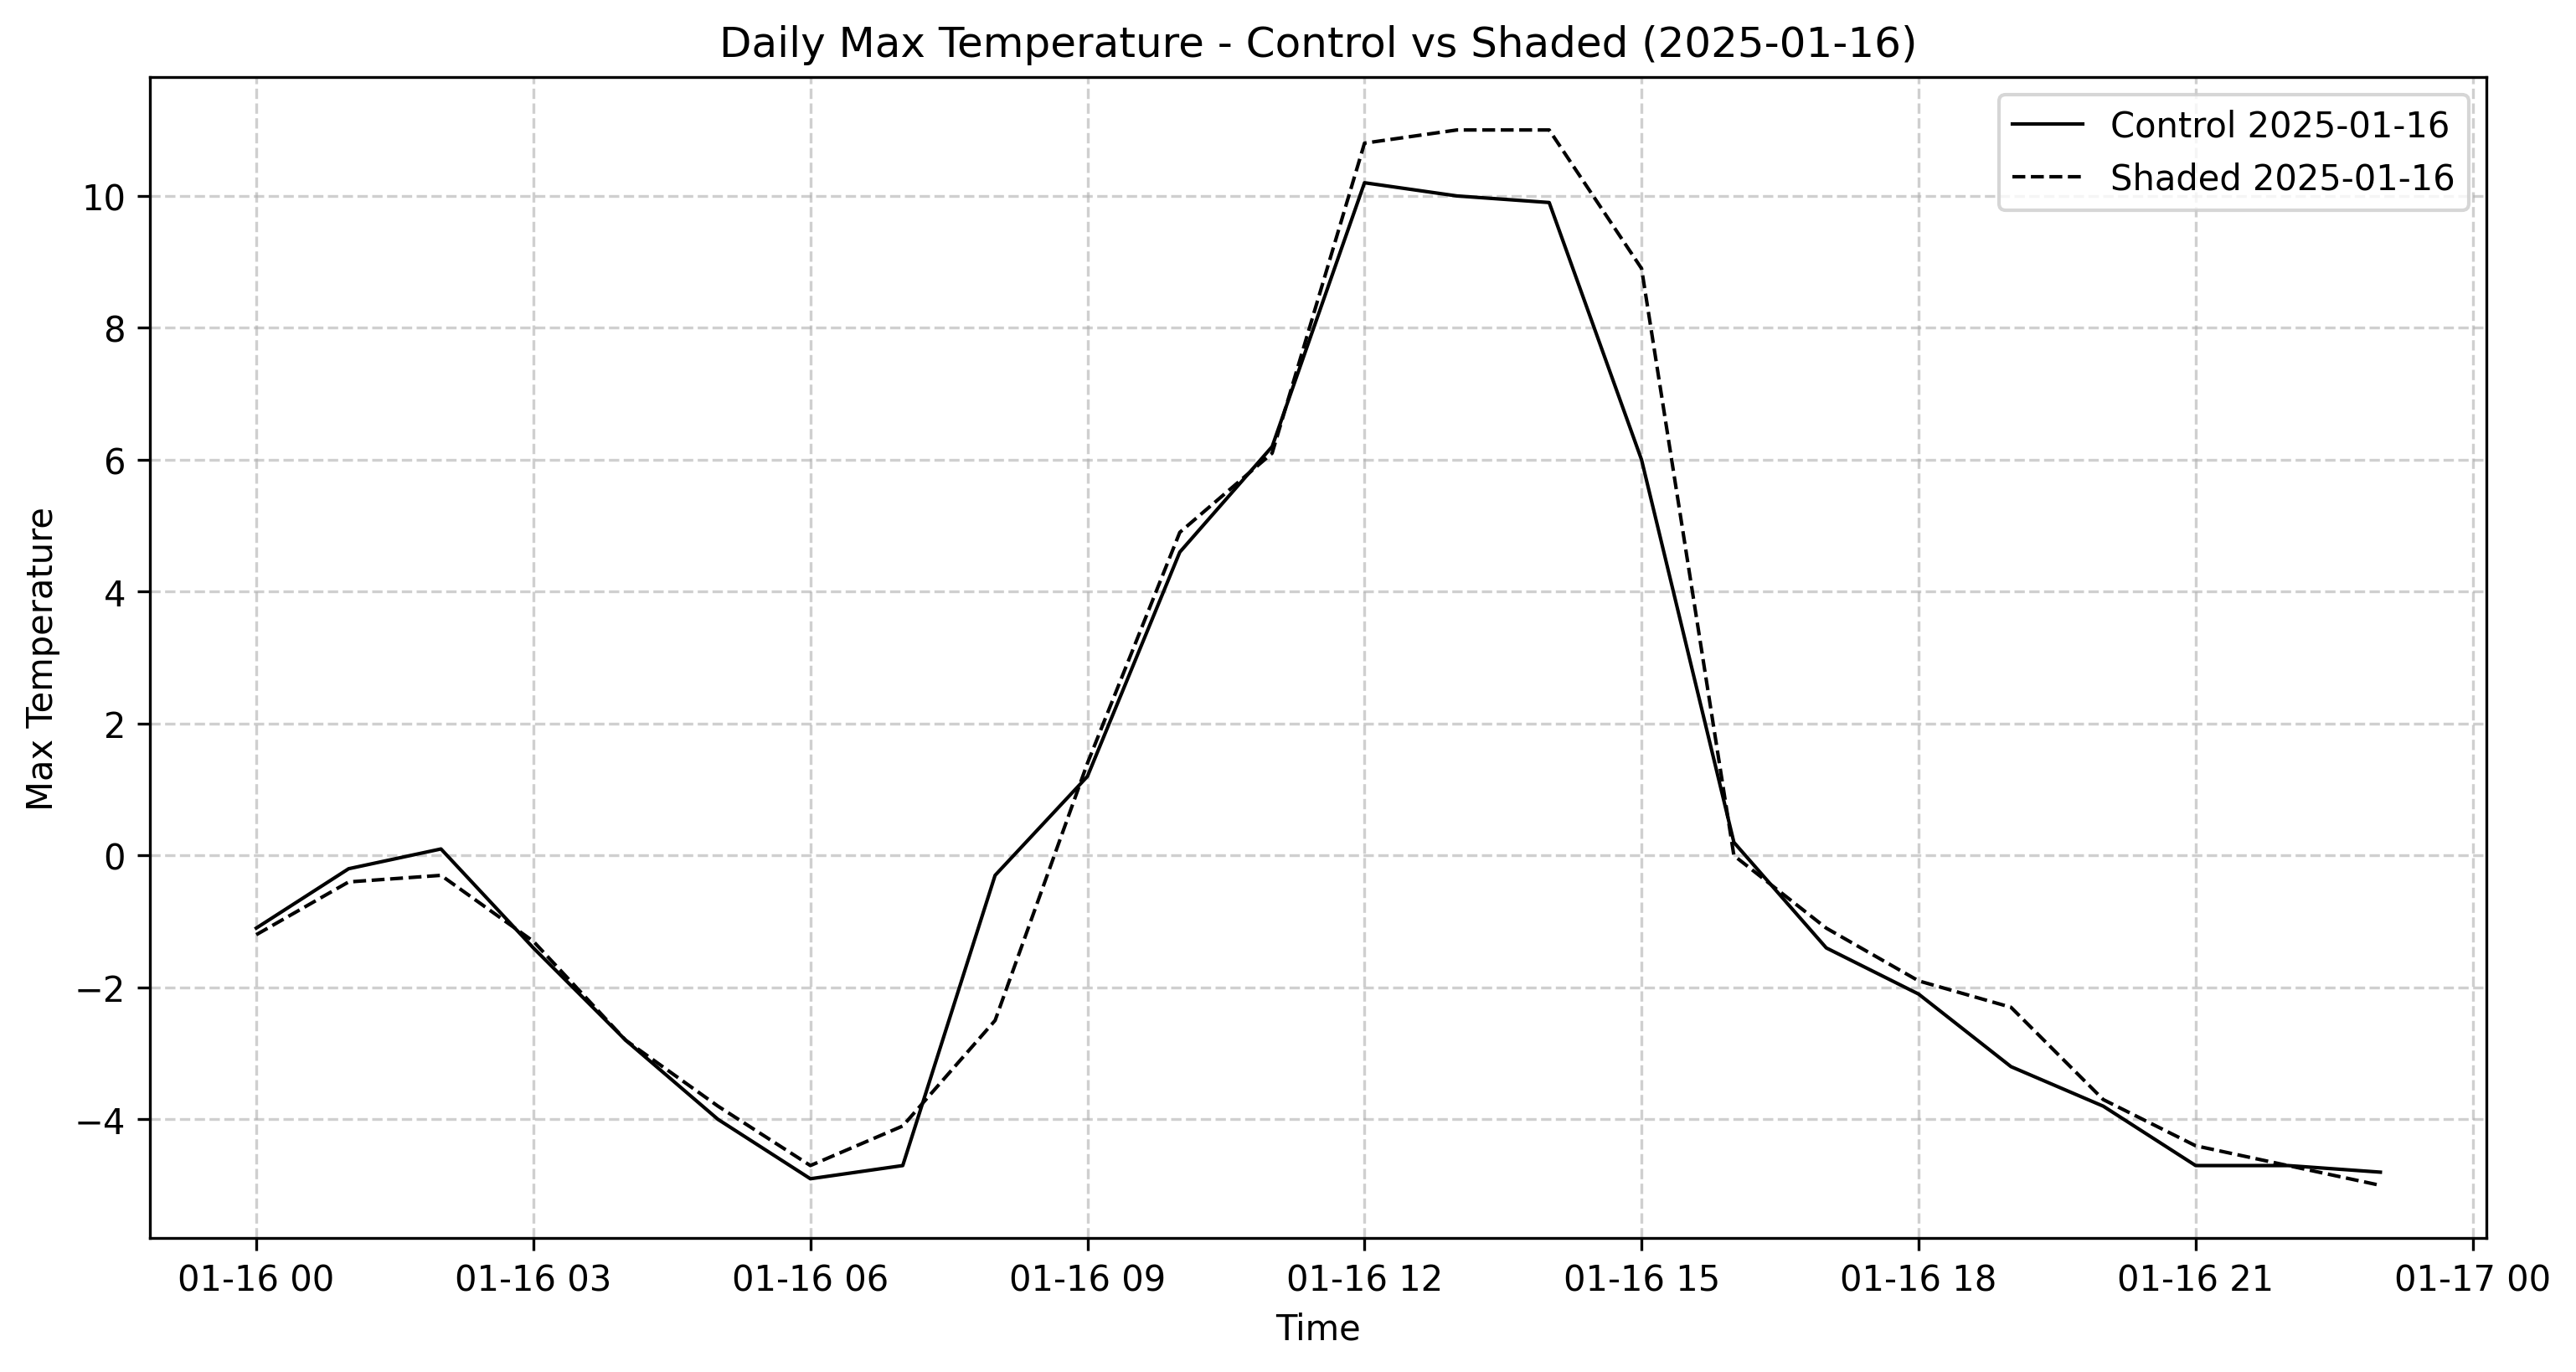 Daily Max Temperature - Control vs Shaded (2025-01-16)
Control 2025-01-16
Shaded 2025-01-16
Max Temperature
10
8
6
4
2
0
−2
−4
01-16 00 01-16 03 01-16 06 01-16 09 01-16 12 01-16 15 01-16 18 01-16 21 01-17 00
Time